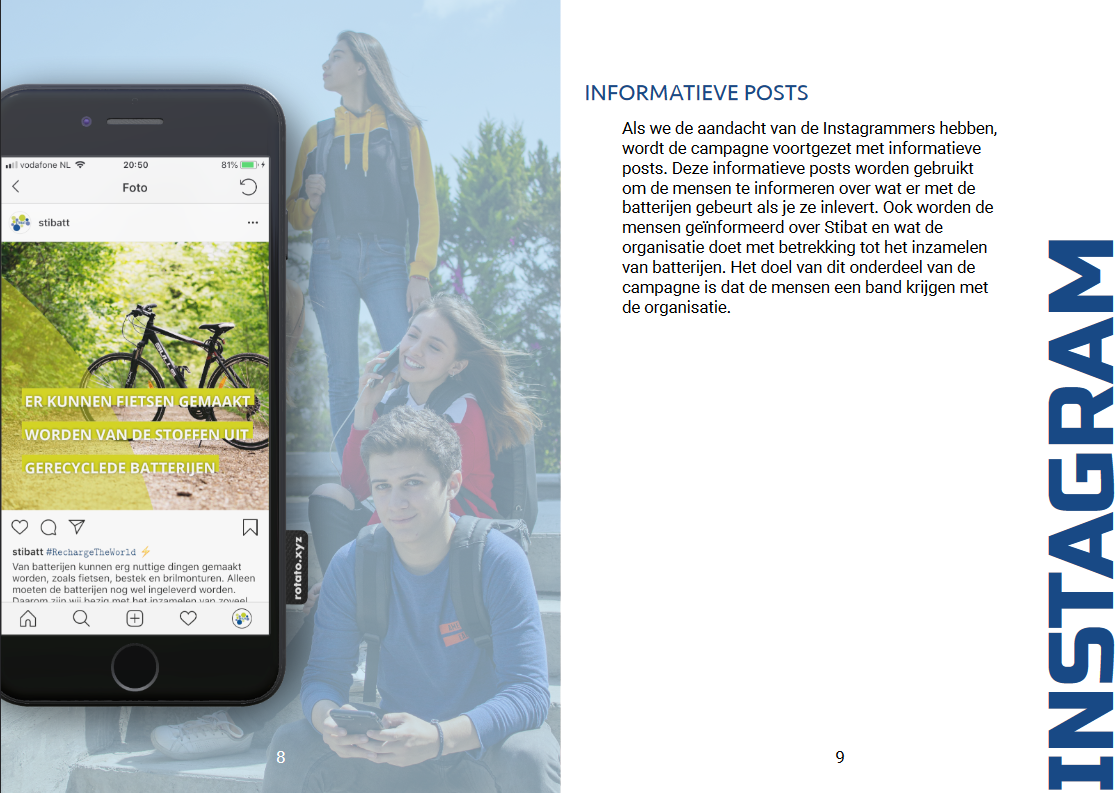 vodafone NL
20:50
81%
Foto
stibatt
ER KUNNEN FIETSEN GEMAAKT
WORDEN VAN DE STOFFEN UIT
GERECYCLEDE BATTERIJEN
stibatt #RechargeTheWorld ⚡
Van batterijen kunnen erg nuttige dingen gemaakt
worden, zoals fietsen, bestek en brilmonturen. Alleen
moeten de batterijen nog wel ingeleverd worden.
Daarom zijn wij bezig met het inzamelen van zoveel
rotato.xyz
8
INFORMATIEVE POSTS
Als we de aandacht van de Instagrammers hebben,
wordt de campagne voortgezet met informatieve
posts. Deze informatieve posts worden gebruikt
om de mensen te informeren over wat er met de
batterijen gebeurt als je ze inlevert. Ook worden de
mensen geïnformeerd over Stibat en wat de
organisatie doet met betrekking tot het inzamelen
van batterijen. Het doel van dit onderdeel van de
campagne is dat de mensen een band krijgen met
de organisatie.
9
INSTAGRAM